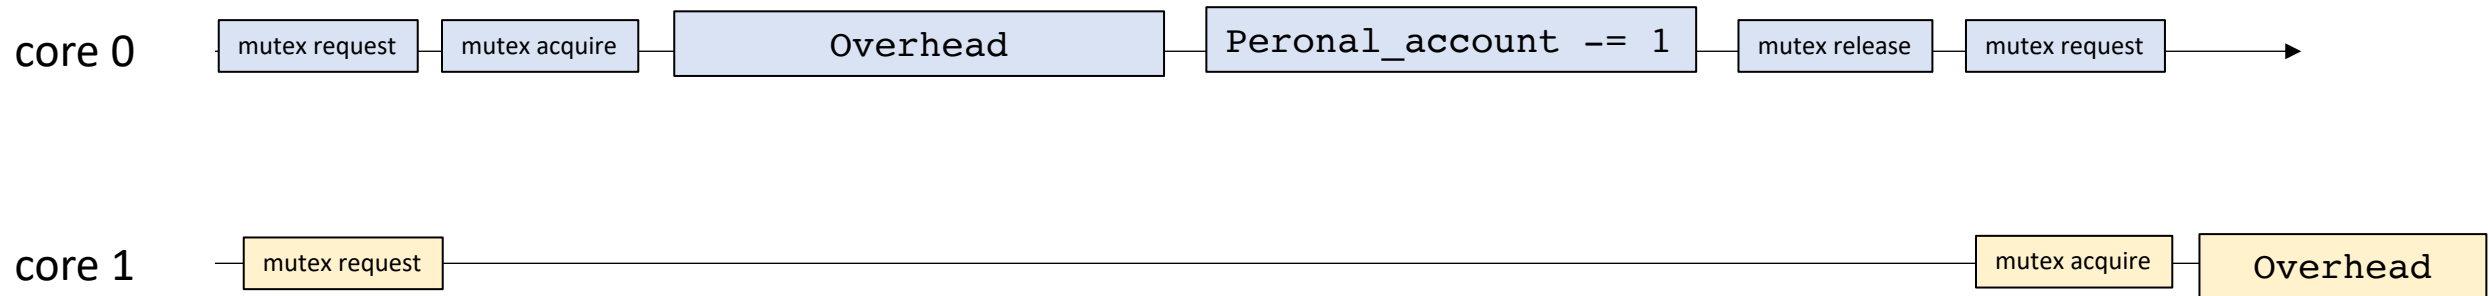 core 0
mutex request
mutex acquire
Overhead
Peronal_account -= 1
mutex release
mutex request
core 1
mutex request
mutex acquire
Overhead